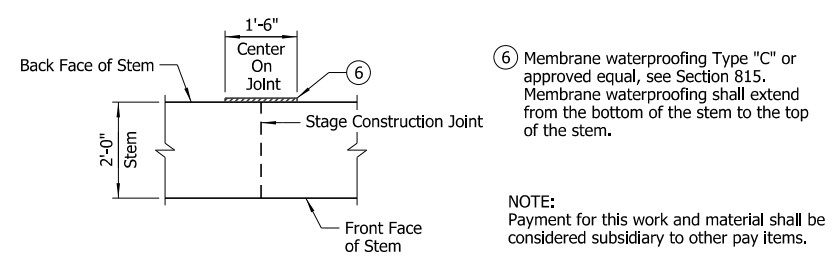 1'-6"
Center
On
Joint
6
Back Face of Stem
Stage Construction Joint
2'-0"
Stem
Front Face
of Stem
6 Membrane waterproofing Type "C" or
approved equal, see Section 815.
Membrane waterproofing shall extend
from the bottom of the stem to the top
of the stem.
NOTE:
Payment for this work and material shall be
considered subsidiary to other pay items.